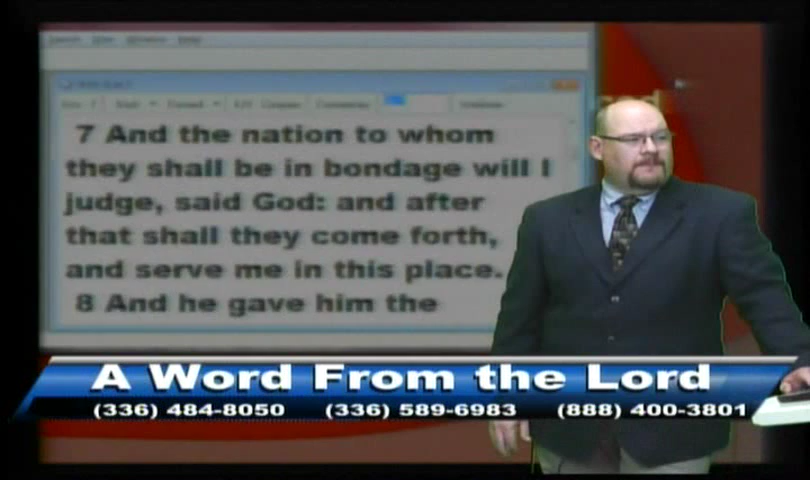 7 And the nation to whom
they shall be in bondage will I
judge, said God: and after
that shall they come forth,
and serve me in this place.
8 And he gave him the
A Word From the Lord
(336) 484-8050 (336) 589-6983 (888) 400-3801